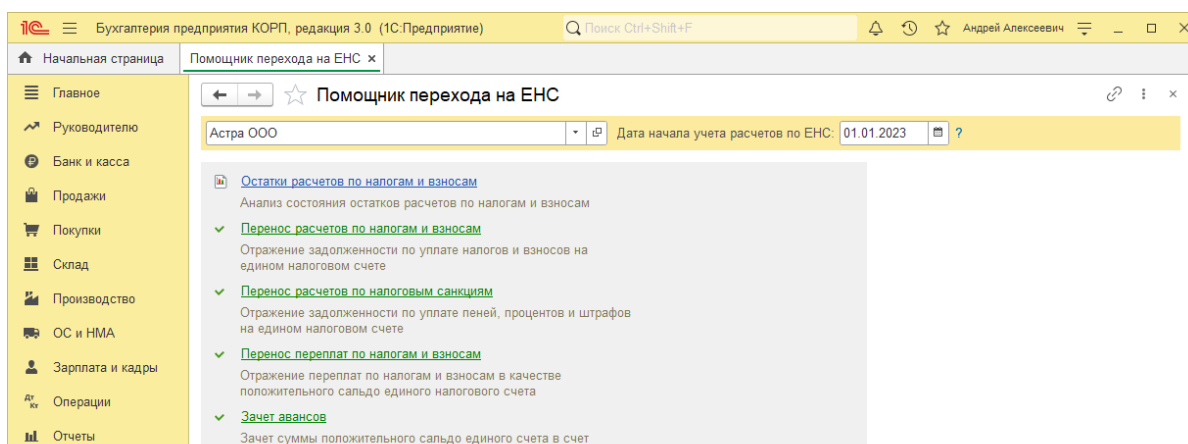 1С Бухгалтерия предприятия КОРП, редакция 3.0 (1С:Предприятие) Поиск Ctrl+Shift+F Андрей Алексеевич
Начальная страница Помощник перехода на ЕНС ×
Главное
Руководителю
Банк и касса
Продажи
Покупки
Склад
Производство
ОС и НМА
Зарплата и кадры
Дт Кт Операции
Отчеты
Помощник перехода на ЕНС
Астра ООО Дата начала учета расчетов по ЕНС: 01.01.2023 ?
Остатки расчетов по налогам и взносам
Анализ состояния остатков расчетов по налогам и взносам
Перенос расчетов по налогам и взносам
Отражение задолженности по уплате налогов и взносов на
едином налоговом счете
Перенос расчетов по налоговым санкциям
Отражение задолженности по уплате пеней, процентов и штрафов
на едином налоговом счете
Перенос переплат по налогам и взносам
Отражение переплат по налогам и взносам в качестве
положительного сальдо единого налогового счета
Зачет авансов
Зачет суммы положительного сальдо единого счета в счет